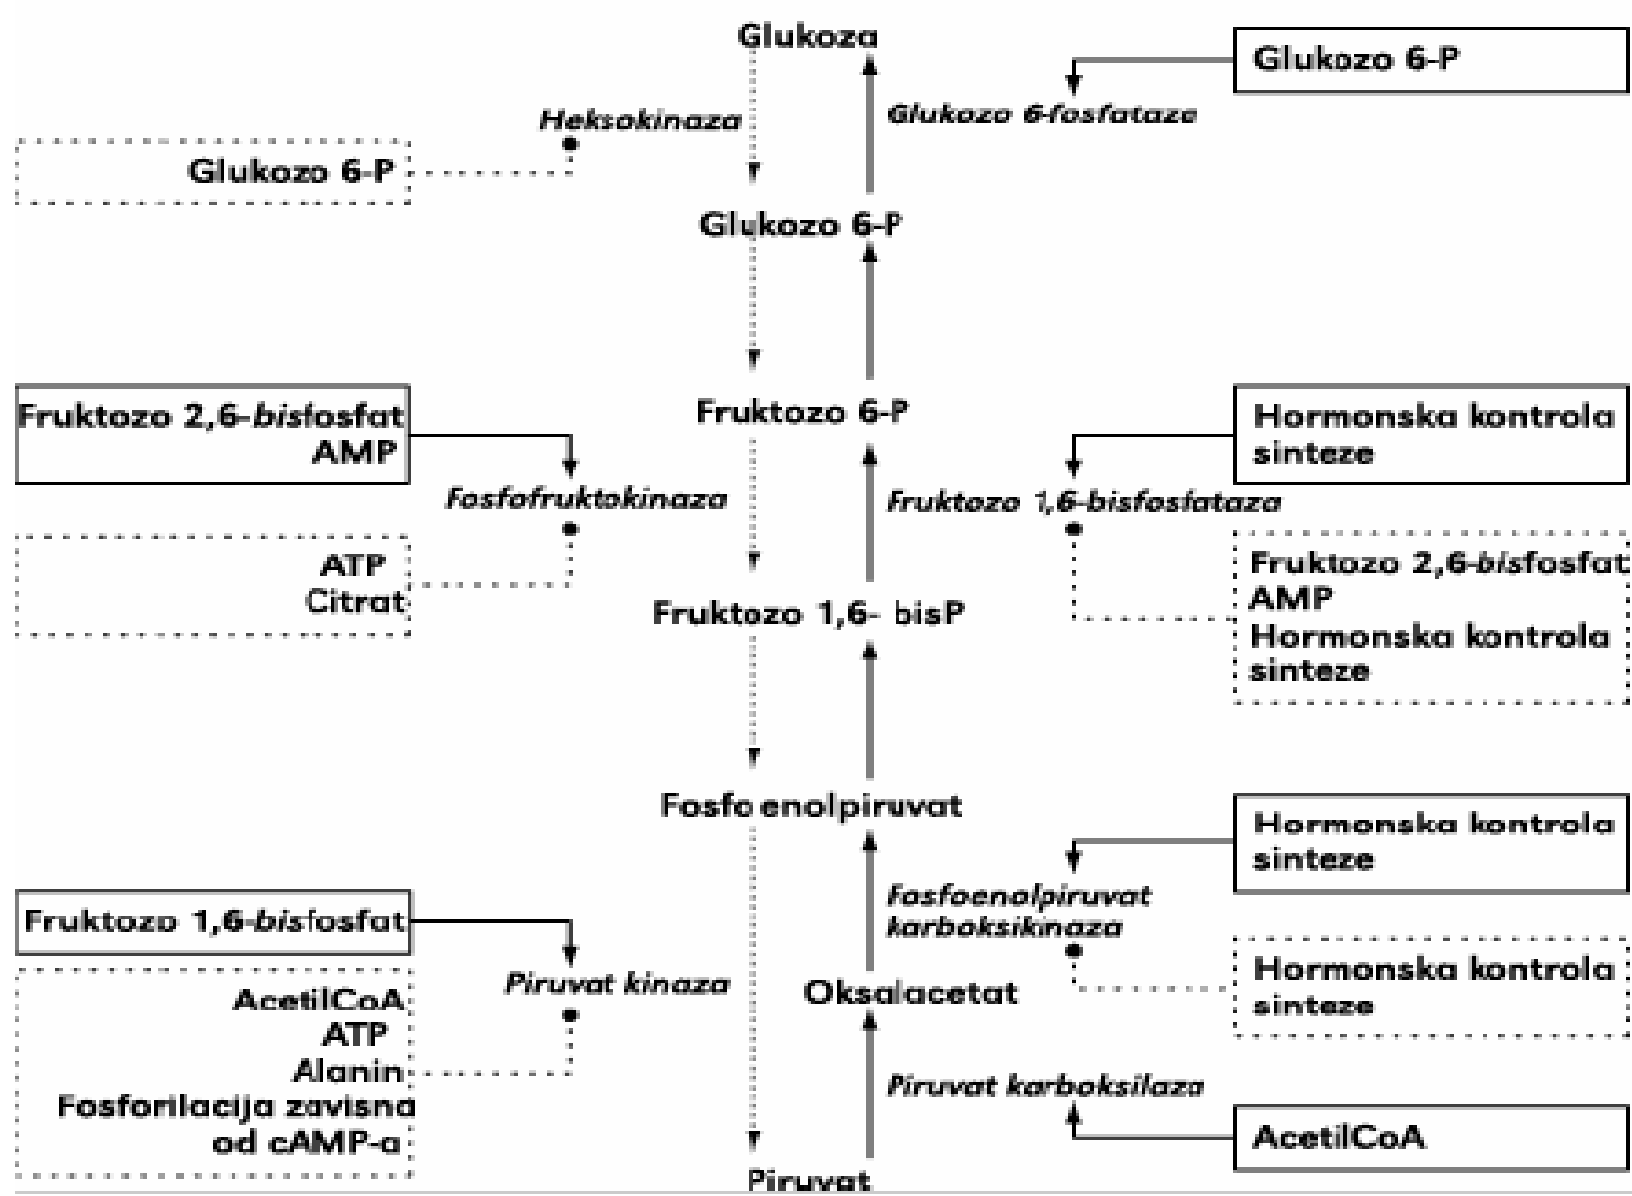 Glukoza
Glukozo 6-P
Heksokinaza
Glukozo 6-fosfataza
Glukozo 6-P
Glukozo 6-P
Fruktozo 2,6-bisfosfat
AMP
Fruktozo 6-P
Hormonska kontrola
sinteze
Fosfofruktokinaza
Fruktozo 1,6-bisfosfataza
ATP
Citrat
Fruktozo 1,6- bisP
Fruktozo 2,6-bisfosfat
AMP
Hormonska kontrola
sinteze
Fosfoenolpiruvat
Hormonska kontrola
sinteze
Fruktozo 1,6-bisfosfat
Fosfoenolpiruvat
karboksikinaza
AcetilCoA
ATP
Alanin
Fosforilacija zavisna
od cAMP-a
Piruvat kinaza
Oksalacetat
Hormonska kontrola
sinteze
Piruvat karboksilaza
AcetilCoA
Piruvat